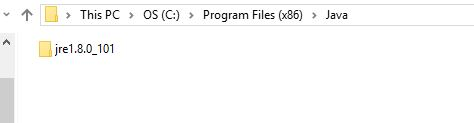 This PC > OS (C:) > Program Files (x86) > Java
jre1.8.0_101